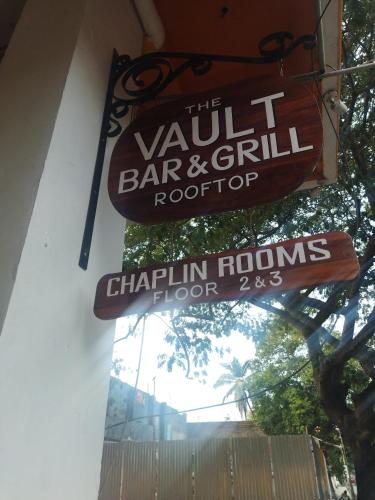 THE
VAULT
BAR & GRILL
ROOFTOP
CHAPLIN ROOMS
FLOOR 2&3